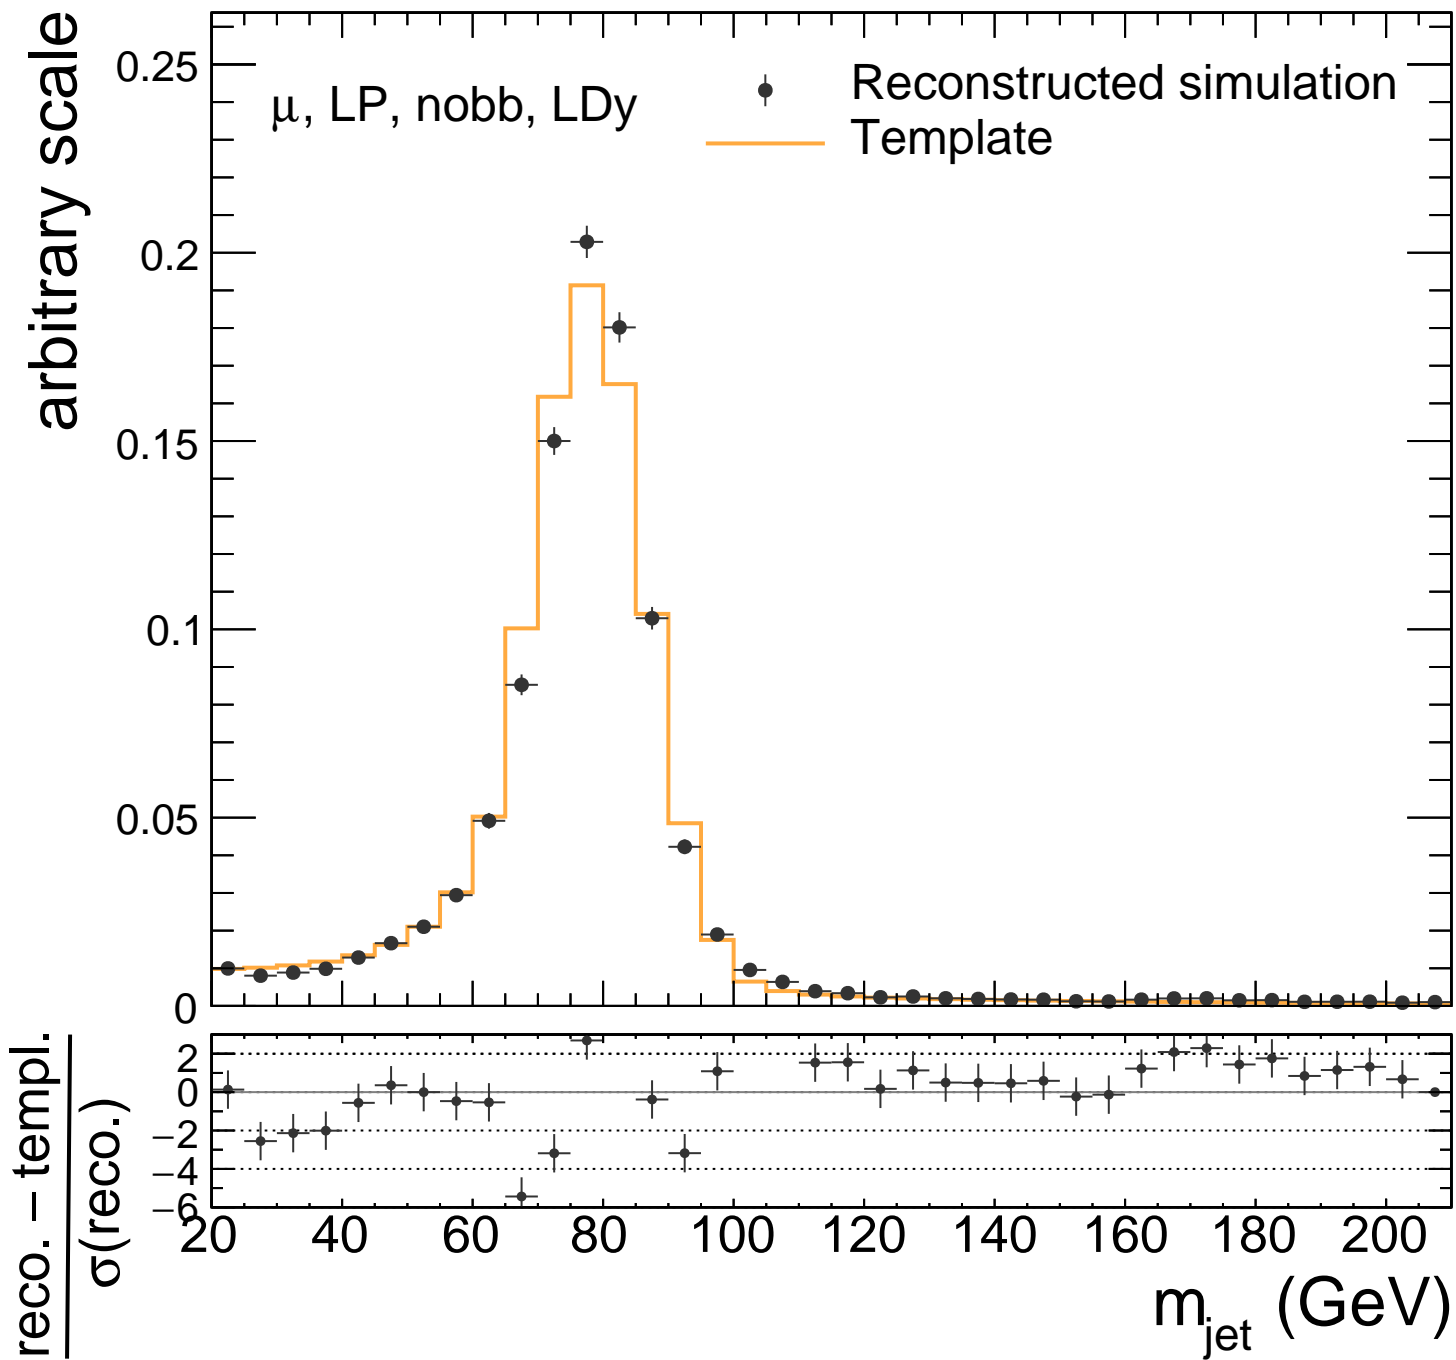 arbitrary scale
0.25
0.2
0.15
0.1
0.05
0
μ, LP, nobb, LDy
Reconstructed simulation
Template
reco. − templ.
σ(reco.)
2
0
−2
−4
−6
20 40 60 80 100 120 140 160 180 200
m_jet (GeV)